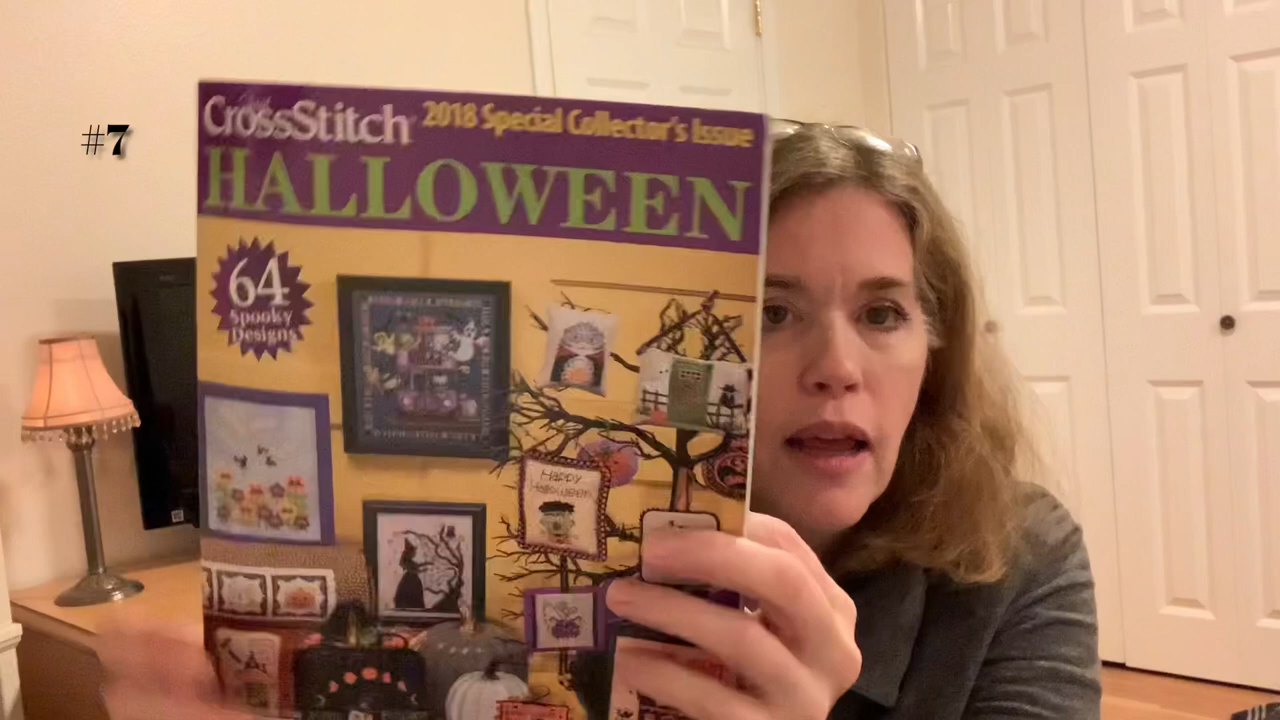 #7
CrossStitch 2018 Special Collector's Issue
HALLOWEEN
64
Spooky
Designs
Happy
Halloween